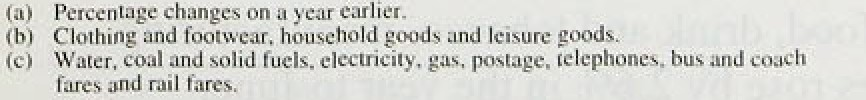 (a) Percentage changes on a year earlier.
(b) Clothing and footwear, household goods and leisure goods.
(c) Water, coal and solid fuels, electricity, gas, postage, telephones, bus and coach
fares and rail fares.